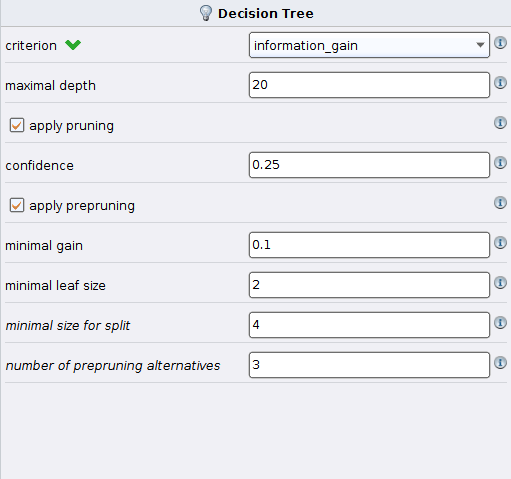 Decision Tree
criterion information_gain
maximal depth 20
apply pruning
confidence 0.25
apply prepruning
minimal gain 0.1
minimal leaf size 2
minimal size for split 4
number of prepruning alternatives 3